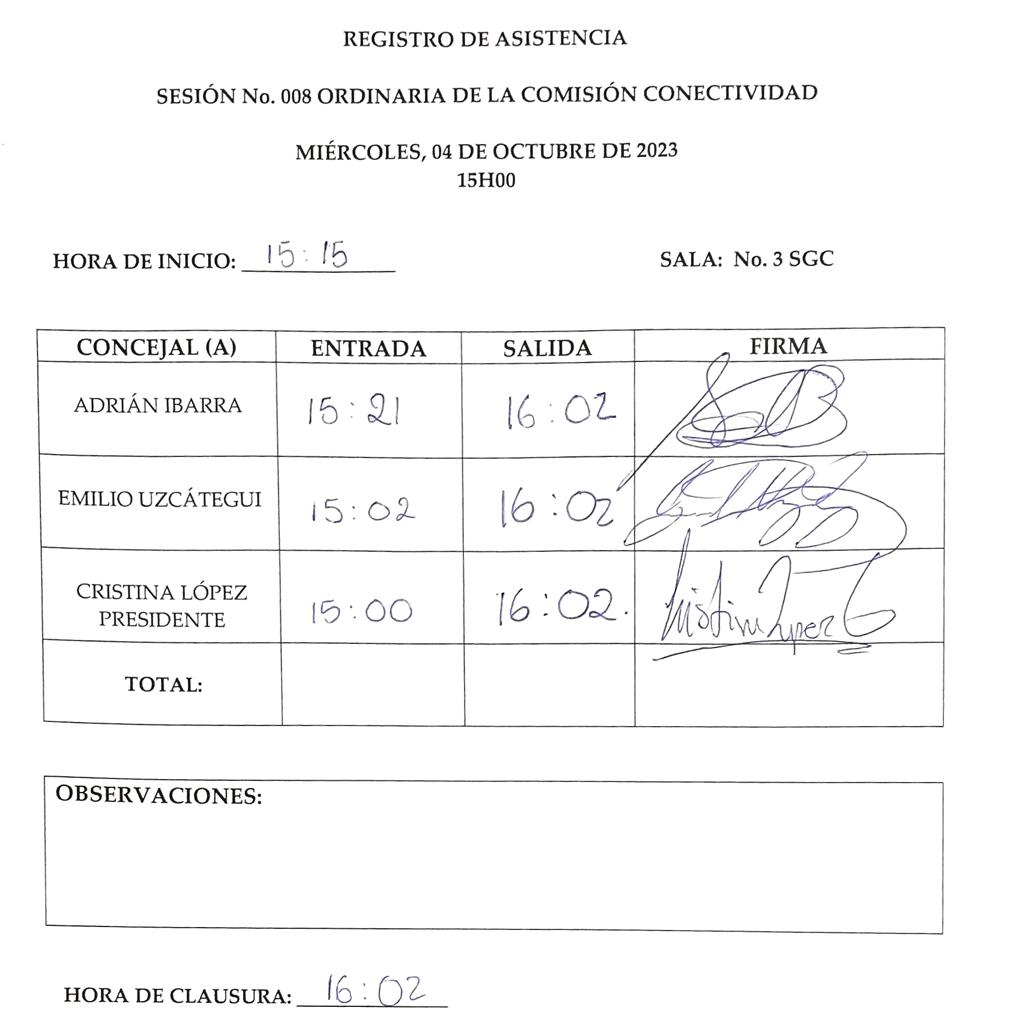 REGISTRO DE ASISTENCIA
SESIÓN No. 008 ORDINARIA DE LA COMISIÓN CONECTIVIDAD
MIÉRCOLES, 04 DE OCTUBRE DE 2023
15H00
HORA DE INICIO: 15:15 SALA: No. 3 SGC
CONCEJAL (A) ENTRADA SALIDA FIRMA
ADRIÁN IBARRA 15:21 16:02
EMILIO UZCÁTEGUI 15:02 16:02
CRISTINA LÓPEZ
PRESIDENTE 15:00 16:02.
TOTAL:
OBSERVACIONES:
HORA DE CLAUSURA: 16:02